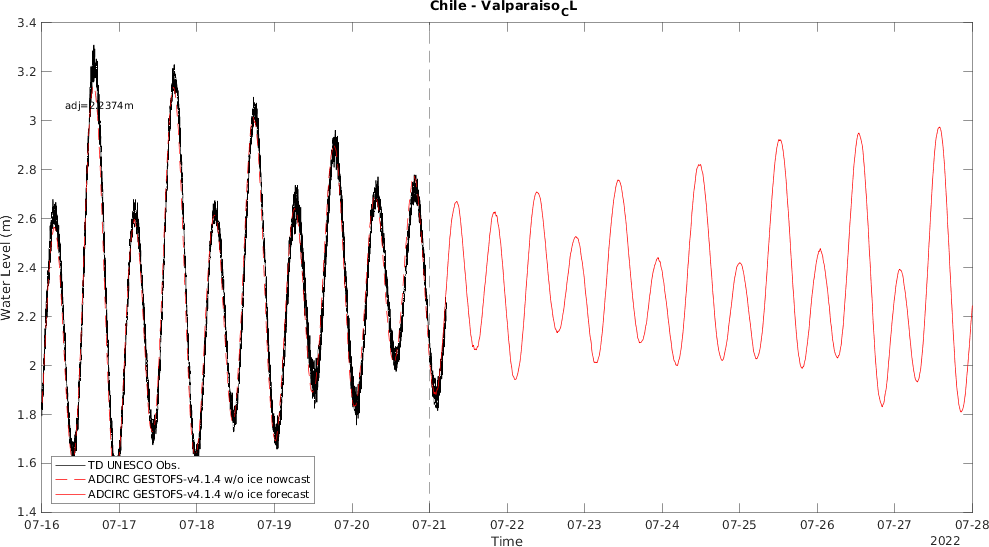 Chile - Valparaiso_CL
3.4
3.2
3
2.8
2.6
2.4
2.2
2
1.8
1.6
1.4
Water Level (m)
adj=2.2374m
TD UNESCO Obs.
ADCIRC GESTOFS-v4.1.4 w/o ice nowcast
ADCIRC GESTOFS-v4.1.4 w/o ice forecast
07-16 07-17 07-18 07-19 07-20 07-21 07-22 07-23 07-24 07-25 07-26 07-27 07-28
Time
2022